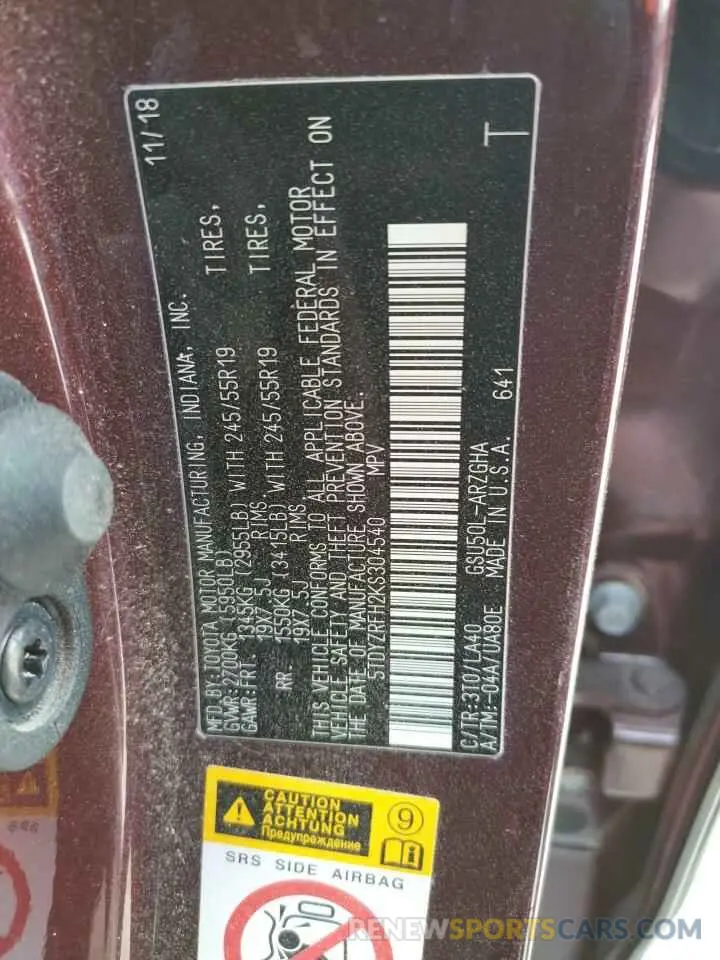 MFD. BY: TOYOTA MOTOR MANUFACTURING, INDIANA, INC. 11/18
GVWR: 2700KG (5950LB)
GAWR: FRT. 1345KG (2955LB) WITH 245/55R19 TIRES,
19X7.5J RIMS.
RR. 1550KG (3415LB) WITH 245/55R19 TIRES,
19X7.5J RIMS
THIS VEHICLE CONFORMS TO ALL APPLICABLE FEDERAL MOTOR
VEHICLE SAFETY AND THEFT PREVENTION STANDARDS IN EFFECT ON
THE DATE OF MANUFACTURE SHOWN ABOVE.
5TDYZRFH2KS304540 MPV
T
C/TR: 3T0/LA40 GSU50L-ARZGHA 641
A/TM: -04A/UA80E MADE IN U.S.A.
CAUTION
ATTENTION
ACHTUNG
Предупреждение
9
SRS SIDE AIRBAG
RENEWSPORTSCARS.COM